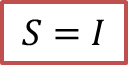 S = I